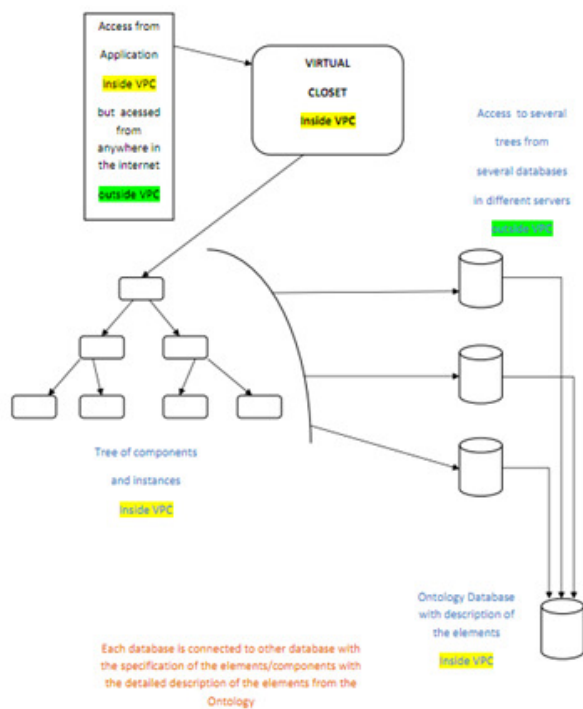 Access from
Application
Inside VPC
but acessed
from
anywhere in
the internet
outside VPC
VIRTUAL
CLOSET
Inside VPC
Access to several
trees from
several databases
in different servers
outside VPC
Tree of components
and instances
Inside VPC
Ontology Database
with description of
the elements
Inside VPC
Each database is connected to other database with
the specification of the elements/components with
the detailed description of the elements from the
Ontology